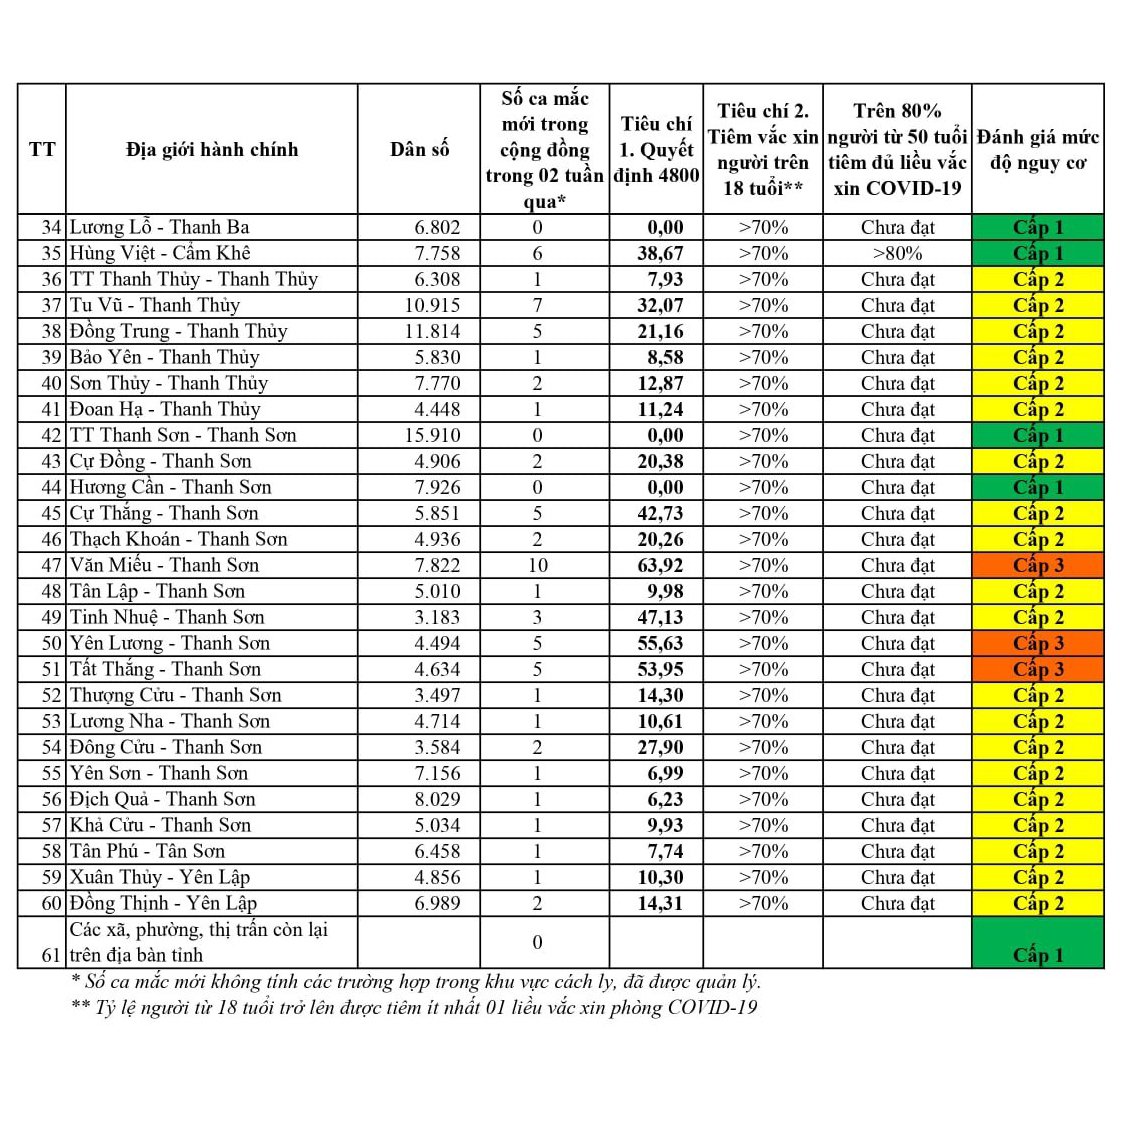 TT | Địa giới hành chính | Dân số | Số ca mắc mới trong cộng đồng trong 02 tuần qua* | Tiêu chí 1. Quyết định 4800 | Tiêu chí 2. Tiêm vắc xin người trên 18 tuổi** | Trên 80% người từ 50 tuổi tiêm đủ liều vắc xin COVID-19 | Đánh giá mức độ nguy cơ
34 | Lương Lỗ - Thanh Ba | 6.802 | 0 | 0,00 | >70% | Chưa đạt | Cấp 1
35 | Hùng Việt - Cẩm Khê | 7.758 | 6 | 38,67 | >70% | >80% | Cấp 1
36 | TT Thanh Thủy - Thanh Thủy | 6.308 | 1 | 7,93 | >70% | Chưa đạt | Cấp 2
37 | Tu Vũ - Thanh Thủy | 10.915 | 7 | 32,07 | >70% | Chưa đạt | Cấp 2
38 | Đồng Trung - Thanh Thủy | 11.814 | 5 | 21,16 | >70% | Chưa đạt | Cấp 2
39 | Bảo Yên - Thanh Thủy | 5.830 | 1 | 8,58 | >70% | Chưa đạt | Cấp 2
40 | Sơn Thủy - Thanh Thủy | 7.770 | 2 | 12,87 | >70% | Chưa đạt | Cấp 2
41 | Đoan Hạ - Thanh Thủy | 4.448 | 1 | 11,24 | >70% | Chưa đạt | Cấp 2
42 | TT Thanh Sơn - Thanh Sơn | 15.910 | 0 | 0,00 | >70% | Chưa đạt | Cấp 1
43 | Cự Đồng - Thanh Sơn | 4.906 | 2 | 20,38 | >70% | Chưa đạt | Cấp 2
44 | Hương Cần - Thanh Sơn | 7.926 | 0 | 0,00 | >70% | Chưa đạt | Cấp 1
45 | Cự Thắng - Thanh Sơn | 5.851 | 5 | 42,73 | >70% | Chưa đạt | Cấp 2
46 | Thạch Khoán - Thanh Sơn | 4.936 | 2 | 20,26 | >70% | Chưa đạt | Cấp 2
47 | Văn Miếu - Thanh Sơn | 7.822 | 10 | 63,92 | >70% | Chưa đạt | Cấp 3
48 | Tân Lập - Thanh Sơn | 5.010 | 1 | 9,98 | >70% | Chưa đạt | Cấp 2
49 | Tinh Nhuệ - Thanh Sơn | 3.183 | 3 | 47,13 | >70% | Chưa đạt | Cấp 2
50 | Yên Lương - Thanh Sơn | 4.494 | 5 | 55,63 | >70% | Chưa đạt | Cấp 3
51 | Tất Thắng - Thanh Sơn | 4.634 | 5 | 53,95 | >70% | Chưa đạt | Cấp 3
52 | Thượng Cửu - Thanh Sơn | 3.497 | 1 | 14,30 | >70% | Chưa đạt | Cấp 2
53 | Lương Nha - Thanh Sơn | 4.714 | 1 | 10,61 | >70% | Chưa đạt | Cấp 2
54 | Đông Cửu - Thanh Sơn | 3.584 | 2 | 27,90 | >70% | Chưa đạt | Cấp 2
55 | Yên Sơn - Thanh Sơn | 7.156 | 1 | 6,99 | >70% | Chưa đạt | Cấp 2
56 | Địch Quả - Thanh Sơn | 8.029 | 1 | 6,23 | >70% | Chưa đạt | Cấp 2
57 | Khả Cửu - Thanh Sơn | 5.034 | 1 | 9,93 | >70% | Chưa đạt | Cấp 2
58 | Tân Phú - Tân Sơn | 6.458 | 1 | 7,74 | >70% | Chưa đạt | Cấp 2
59 | Xuân Thủy - Yên Lập | 4.856 | 1 | 10,30 | >70% | Chưa đạt | Cấp 2
60 | Đồng Thịnh - Yên Lập | 6.989 | 2 | 14,31 | >70% | Chưa đạt | Cấp 2
61 | Các xã, phường, thị trấn còn lại trên địa bàn tỉnh | | 0 | | | | Cấp 1
* Số ca mắc mới không tính các trường hợp trong khu vực cách ly, đã được quản lý.
** Tỷ lệ người từ 18 tuổi trở lên được tiêm ít nhất 01 liều vắc xin phòng COVID-19